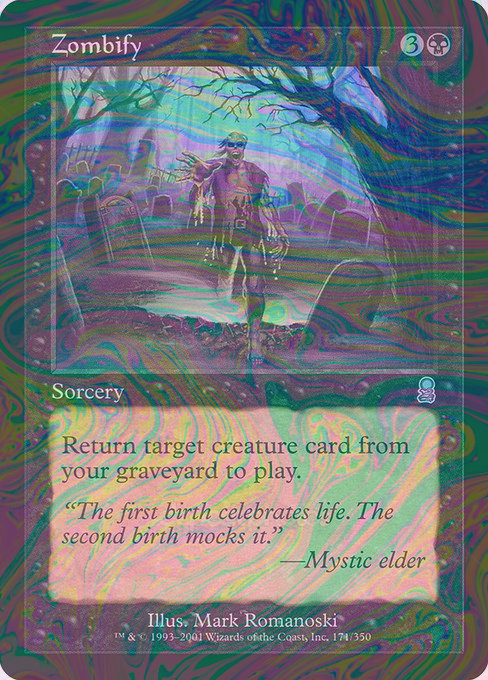 Zombify 3
Sorcery
Return target creature card from
your graveyard to play.
“The first birth celebrates life. The
second birth mocks it.”
—Mystic elder
Illus. Mark Romanoski
™ & © 1993–2001 Wizards of the Coast, Inc. 171/350